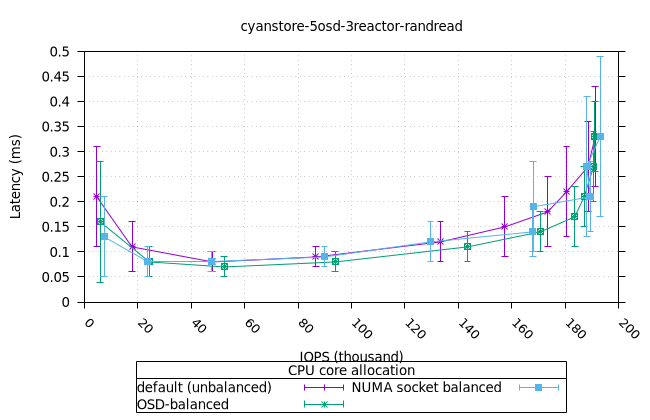 cyanstore-5osd-3reactor-randread
0.5
0.45
0.4
0.35
0.3
0.25
0.2
0.15
0.1
0.05
0
Latency (ms)
0 20 40 60 80 100 120 140 160 180 200
IOPS (thousand)
CPU core allocation
default (unbalanced) NUMA socket balanced
OSD-balanced